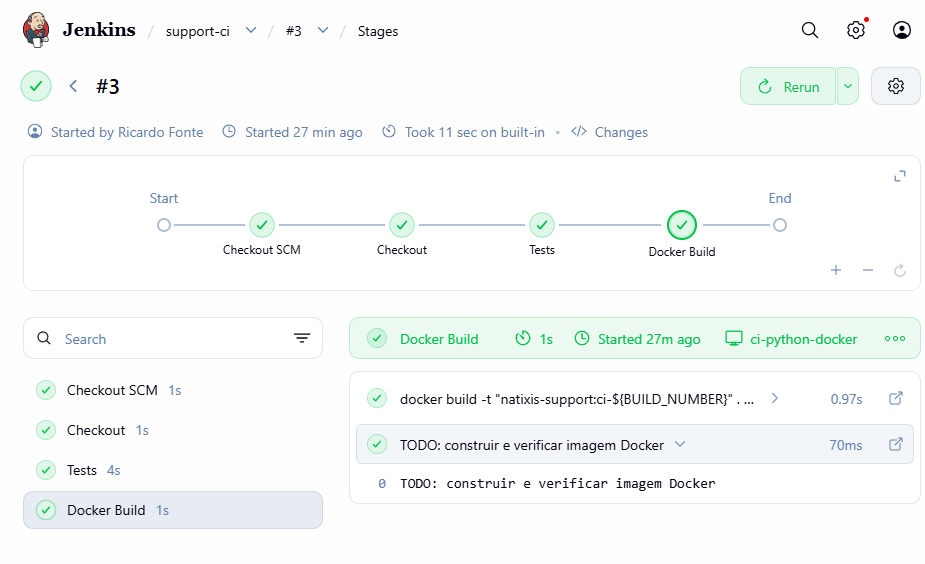 Jenkins / support-ci / #3 / Stages
#3
Rerun
Started by Ricardo Fonte Started 27 min ago Took 11 sec on built-in Changes
Start End
Checkout SCM Checkout Tests Docker Build
Search
Checkout SCM 1s
Checkout 1s
Tests 4s
Docker Build 1s
Docker Build 1s Started 27m ago ci-python-docker
docker build -t "natixis-support:ci-${BUILD_NUMBER}" . ... 0.97s
TODO: construir e verificar imagem Docker 70ms
0 TODO: construir e verificar imagem Docker